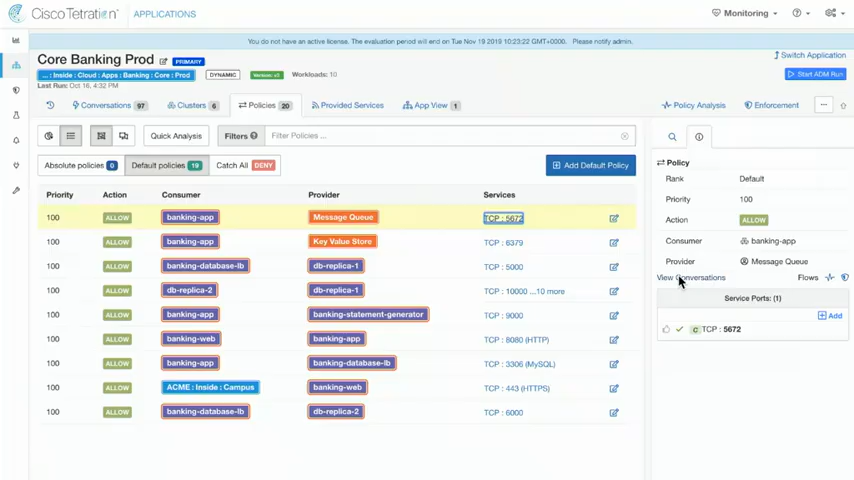 CiscoTetration™ APPLICATIONS Monitoring
You do not have an active license. The evaluation period will end on Tue Nov 19 2019 10:23:22 GMT+0000. Please notify admin.
Core Banking Prod PRIMARY
Switch Application
... : Inside : Cloud : Apps : Banking : Core : Prod DYNAMIC Version: v2 Workloads: 10
Start ADM Run
Last Run: Oct 16, 4:32 PM
Conversations 97 Clusters 6 Policies 20 Provided Services App View 1 Policy Analysis Enforcement ...
Quick Analysis Filters Filter Policies ...
Absolute policies 0 Default policies 19 Catch All DENY Add Default Policy
Priority Action Consumer Provider Services
100 ALLOW banking-app Message Queue TCP : 5672
100 ALLOW banking-app Key Value Store TCP : 6379
100 ALLOW banking-database-lb db-replica-1 TCP : 5000
100 ALLOW db-replica-2 db-replica-1 TCP : 10000 ...10 more
100 ALLOW banking-app banking-statement-generator TCP : 9000
100 ALLOW banking-web banking-app TCP : 8080 (HTTP)
100 ALLOW banking-app banking-database-lb TCP : 3306 (MySQL)
100 ALLOW ACME : Inside : Campus banking-web TCP : 443 (HTTPS)
100 ALLOW banking-database-lb db-replica-2 TCP : 6000
Policy
Rank Default
Priority 100
Action ALLOW
Consumer banking-app
Provider Message Queue
View Conversations Flows
Service Ports: (1)
Add
C TCP : 5672